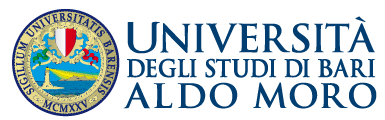 SIGILLUM UNIVERSITATIS BARENSIS
MCMXXV
UNIVERSITÀ
DEGLI STUDI DI BARI
ALDO MORO